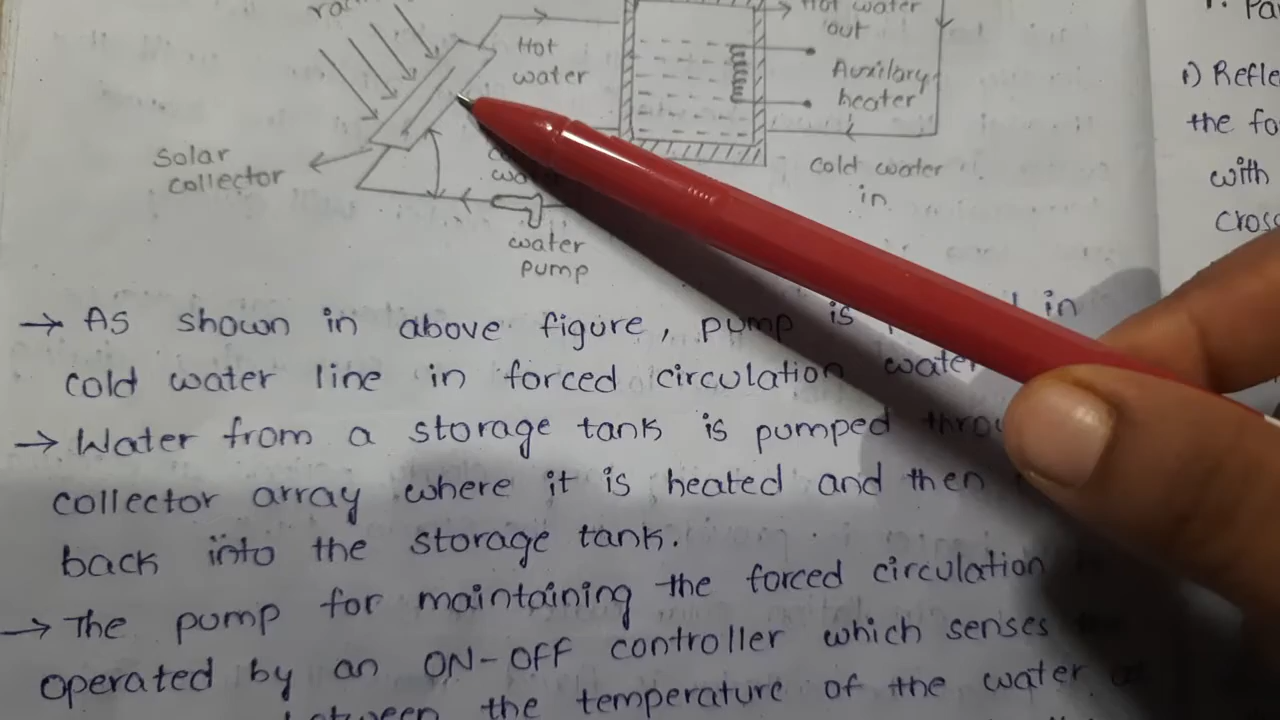 Hot water
out
Hot
water
Auxilary
heater
Solar
collector
cold water
in
water
pump
→ As shown in above figure, pump is in
cold water line in forced circulation water
→ Water from a storage tank is pumped
collector array where it is heated and then
back into the storage tank.
→ The pump for maintaining the forced circulation
operated by an ON-OFF controller which senses
between the temperature of the water
1) Refle
the fo
with
cross